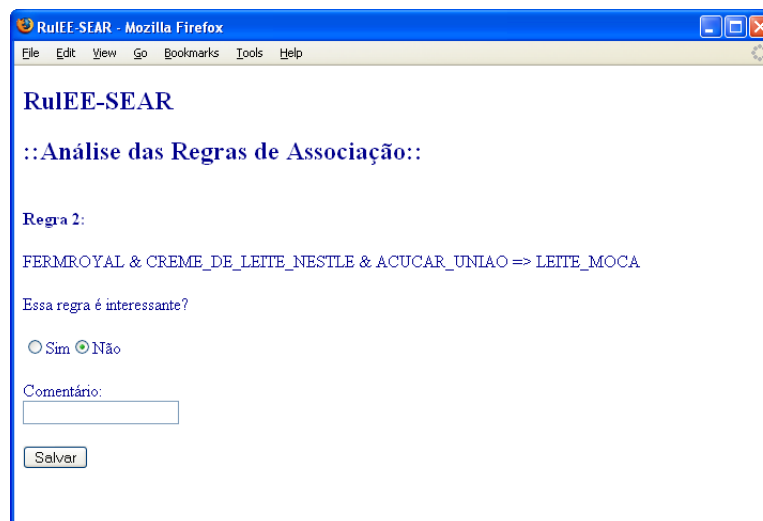 RulEE-SEAR - Mozilla Firefox
File Edit View Go Bookmarks Tools Help
RulEE-SEAR
::Análise das Regras de Associação::
Regra 2:
FERMROYAL & CREME_DE_LEITE_NESTLE & ACUCAR_UNIAO => LEITE_MOCA
Essa regra é interessante?
Sim Não
Comentário:
Salvar